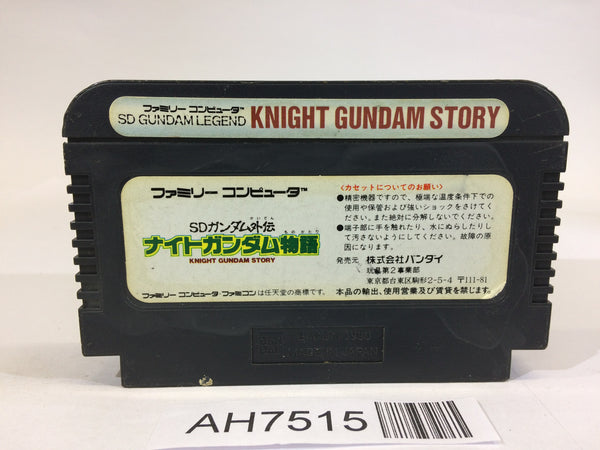 ファミリー コンピュータ™
SD GUNDAM LEGEND KNIGHT GUNDAM STORY
ファミリー コンピュータ™
SDガンダム外伝
ナイトガンダム物語
KNIGHT GUNDAM STORY
ファミリー コンピュータ・ファミコンは任天堂の商標です。
〈カセットについてのお願い〉
●精密機器ですので、極端な温度条件下での使用や保管および強いショックをさけてください。また絶対に分解しないでください。
●端子部に手を触れたり、水にぬらしたりして汚さないようにしてください。故障の原因になります。
発売元 株式会社バンダイ
玩具第2事業部
東京都台東区駒形2-5-4 〒111-81
本品の輸出、使用営業及び賃貸を禁じます。
AH7515